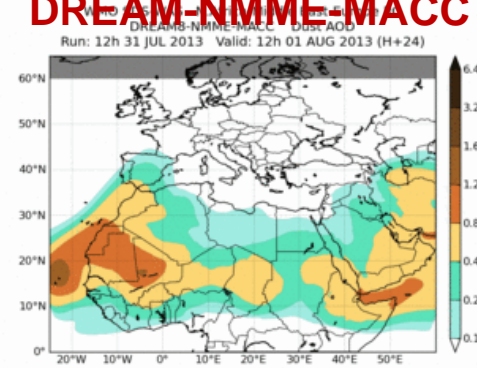 DREAM-NMME-MACC
DREAM8-NMME-MACC Dust AOD
Run: 12h 31 JUL 2013 Valid: 12h 01 AUG 2013 (H+24)
60°N
50°N
40°N
30°N
20°N
10°N
0°
20°W 10°W 0° 10°E 20°E 30°E 40°E 50°E
6.4
3.2
1.6
1.2
0.8
0.4
0.2
0.1